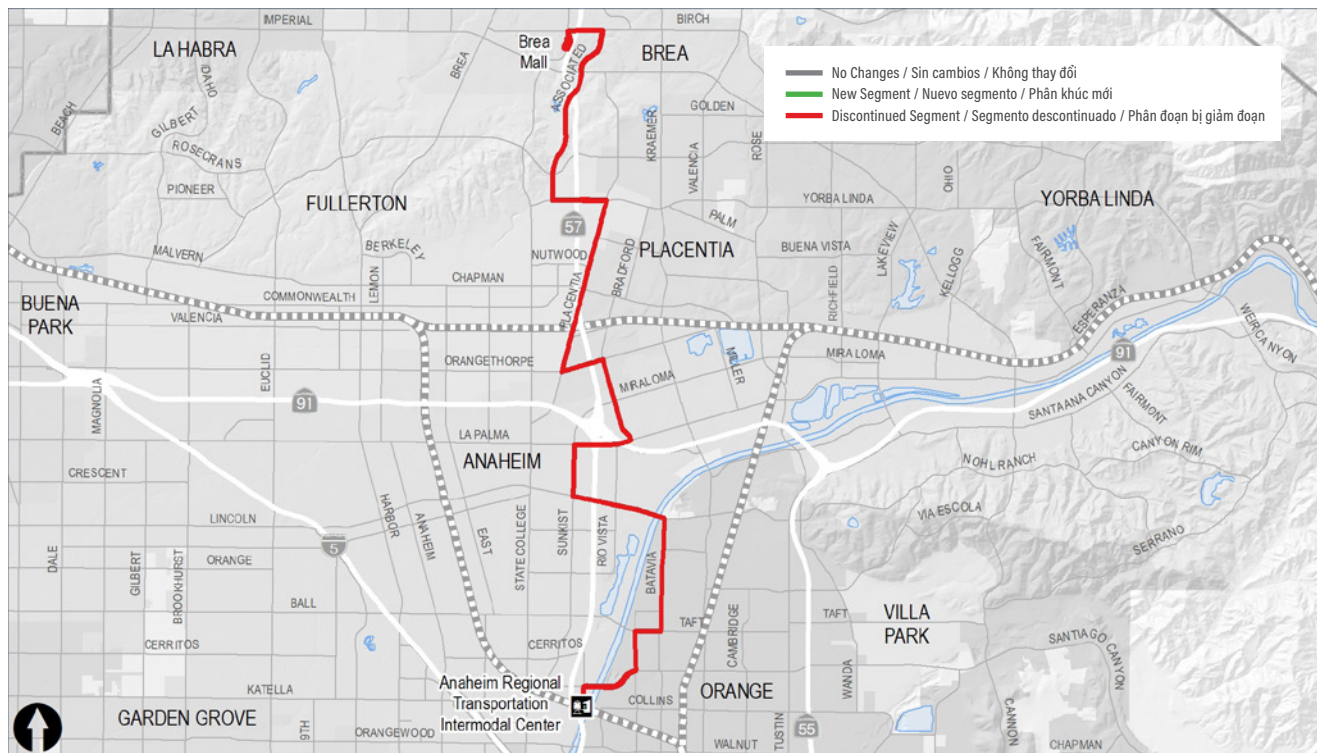 IMPERIAL
BIRCH
LA HABRA
Brea
Mall
BREA
ASSOCIATED
BREA
IDAHO
BEACH
GILBERT
ROSECRANS
PIONEER
No Changes / Sin cambios / Không thay đổi
New Segment / Nuevo segmento / Phân khúc mới
Discontinued Segment / Segmento descontinuado / Phân đoạn bị giảm đoạn
GOLDEN
KRAEMER
VALENCIA
ROSE
OHIO
FULLERTON
57
PALM
YORBA LINDA
YORBA LINDA
MALVERN
BERKELEY
NUTWOOD
BRADFORD
PLACENTIA
BUENA VISTA
LAKEVIEW
KELLOGG
FAIRMONT
CHAPMAN
LEMON
COMMONWEALTH
PLACENTIA
RICHFIELD
ESPERANZA
BUENA
PARK
VALENCIA
WEIR CANYON
ORANGETHORPE
MILLER
MIRALOMA
MIRA LOMA
91
EUCLID
MAGNOLIA
91
SANTA ANA CANYON
FAIRMONT
LA PALMA
ANAHEIM
CANYON RIM
NOHL RANCH
CRESCENT
HARBOR
ANAHEIM
EAST
STATE COLLEGE
SUNKIST
RIO VISTA
VIA ESCOLA
SERRANO
LINCOLN
5
DALE
GILBERT
BROOKHURST
ORANGE
BATAVIA
BALL
TAFT
CAMBRIDGE
TAFT
VILLA
PARK
CERRITOS
CERRITOS
SANTIAGO CANYON
WANDA
Anaheim Regional
Transportation
Intermodal Center
KATELLA
COLLINS
ORANGE
GARDEN GROVE
9TH
ORANGEWOOD
55
TUSTIN
WALNUT
CANNON
CHAPMAN